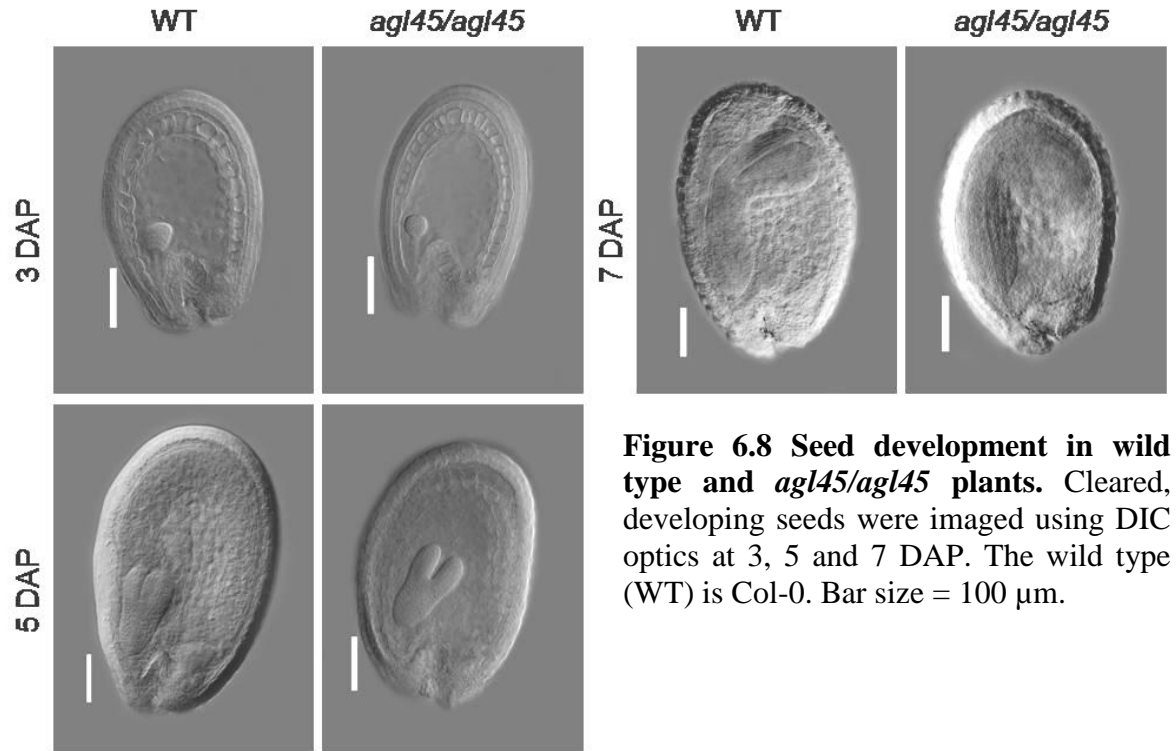 WT agl45/agl45 WT agl45/agl45
3 DAP
7 DAP
5 DAP
Figure 6.8 Seed development in wild
type and agl45/agl45 plants. Cleared,
developing seeds were imaged using DIC
optics at 3, 5 and 7 DAP. The wild type
(WT) is Col-0. Bar size = 100 µm.